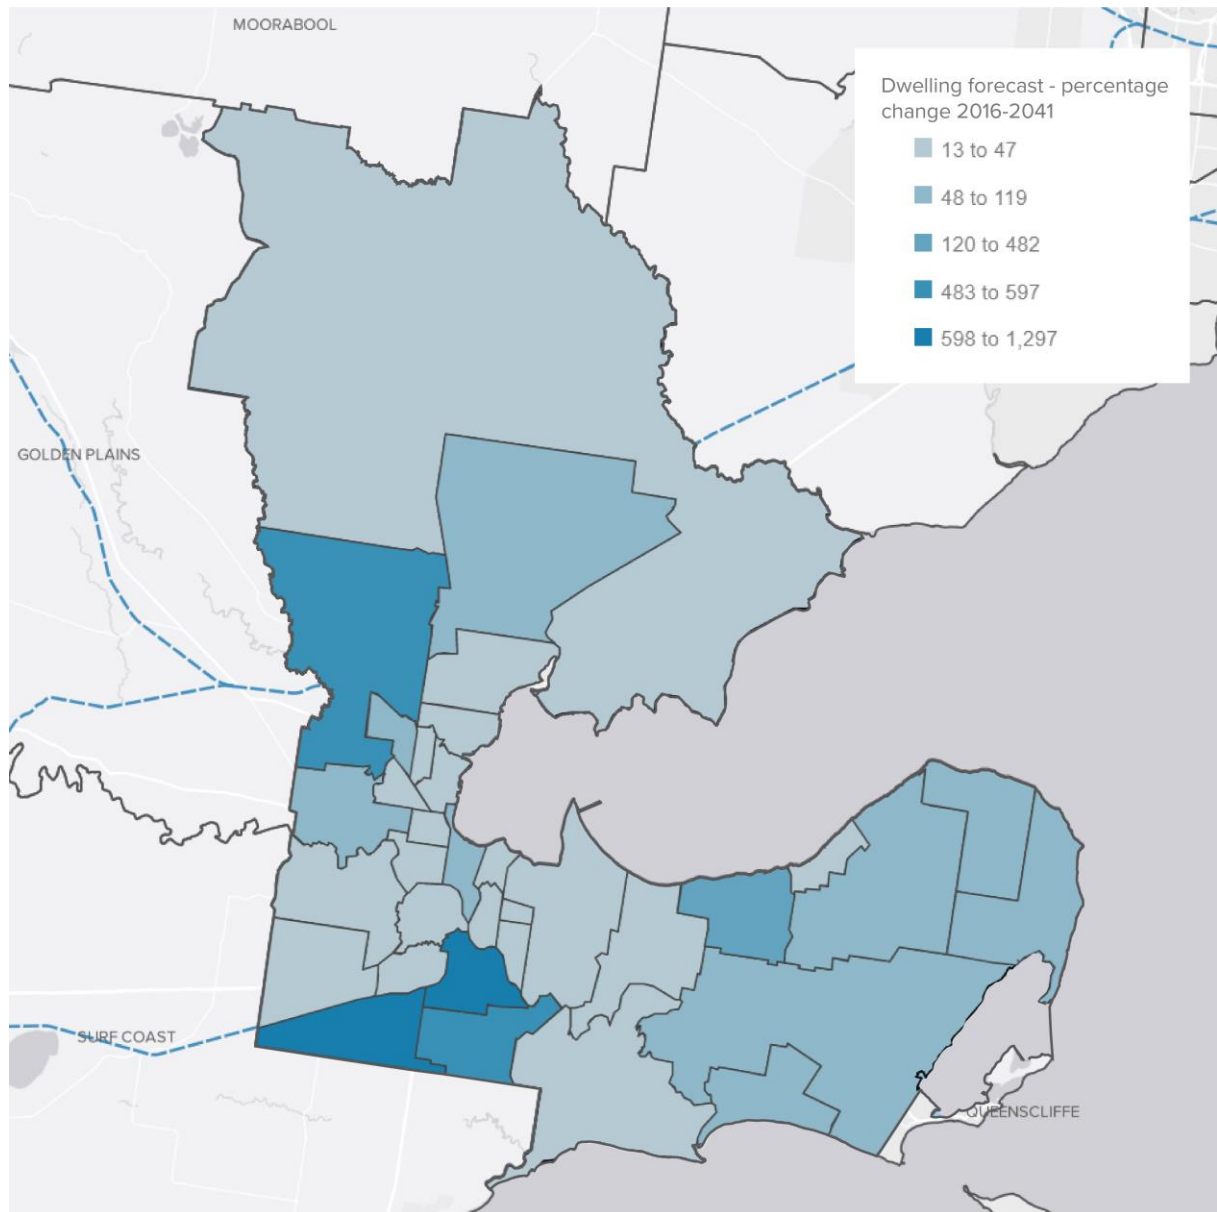 MOORABOOL
Dwelling forecast - percentage
change 2016-2041
13 to 47
48 to 119
120 to 482
483 to 597
598 to 1,297
GOLDEN PLAINS
SURF COAST
QUEENSCLIFFE